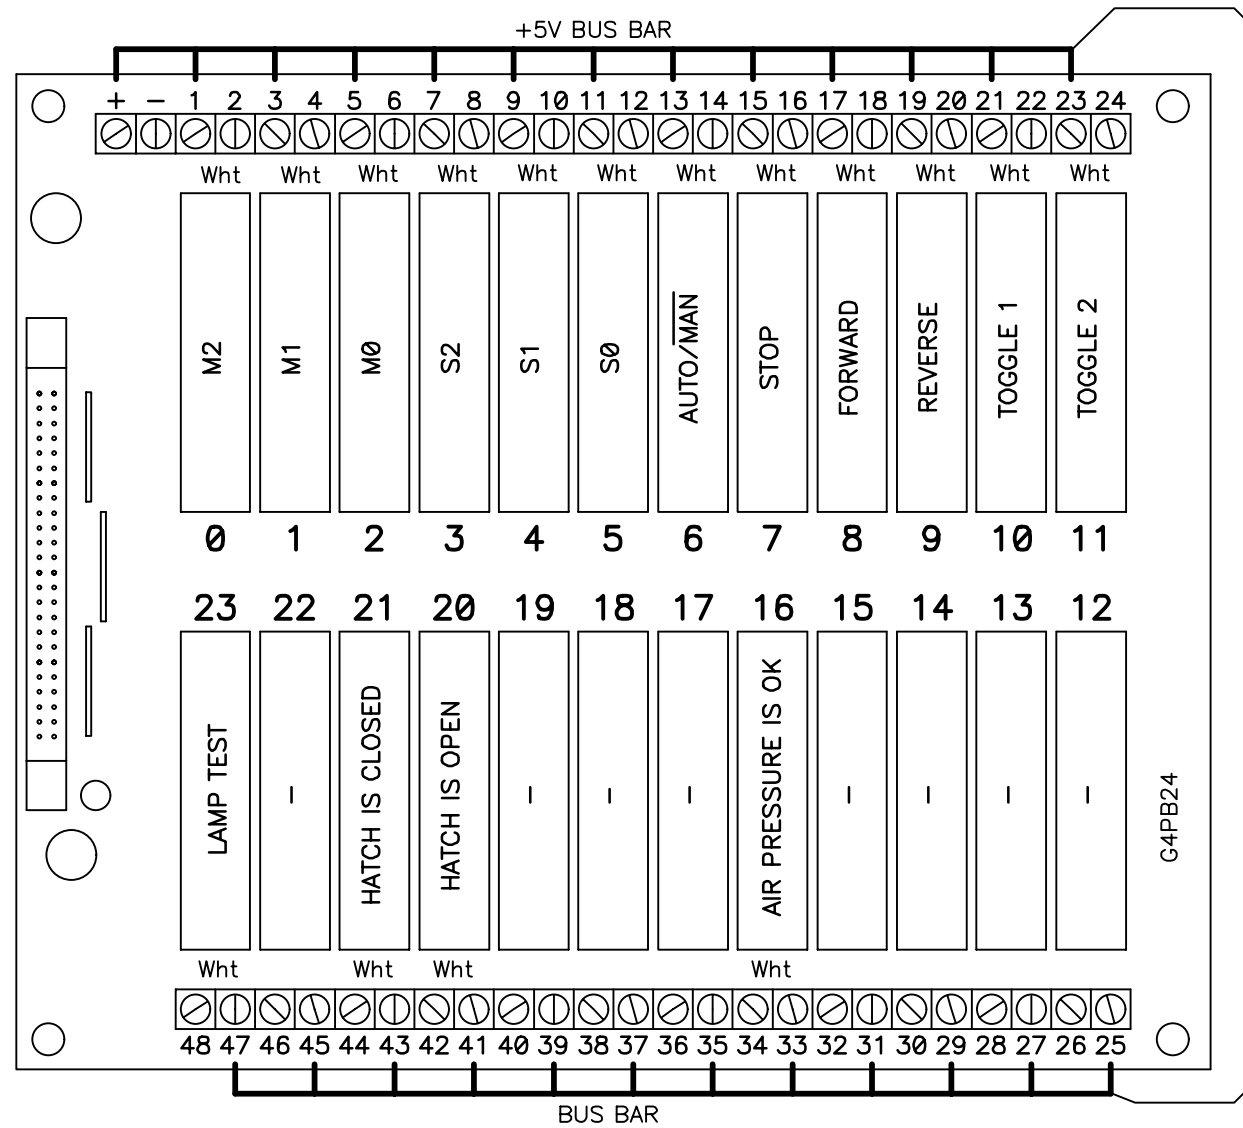 +5V BUS BAR
+ − 1 2 3 4 5 6 7 8 9 10 11 12 13 14 15 16 17 18 19 20 21 22 23 24
Wht Wht Wht Wht Wht Wht Wht Wht Wht Wht Wht Wht
M2
M1
M0
S2
S1
S0
AUTO/M̅A̅N̅
STOP
FORWARD
REVERSE
TOGGLE 1
TOGGLE 2
0 1 2 3 4 5 6 7 8 9 10 11
23 22 21 20 19 18 17 16 15 14 13 12
LAMP TEST
–
HATCH IS CLOSED
HATCH IS OPEN
–
–
–
AIR PRESSURE IS OK
–
–
–
–
G4PB24
Wht Wht Wht Wht
48 47 46 45 44 43 42 41 40 39 38 37 36 35 34 33 32 31 30 29 28 27 26 25
BUS BAR